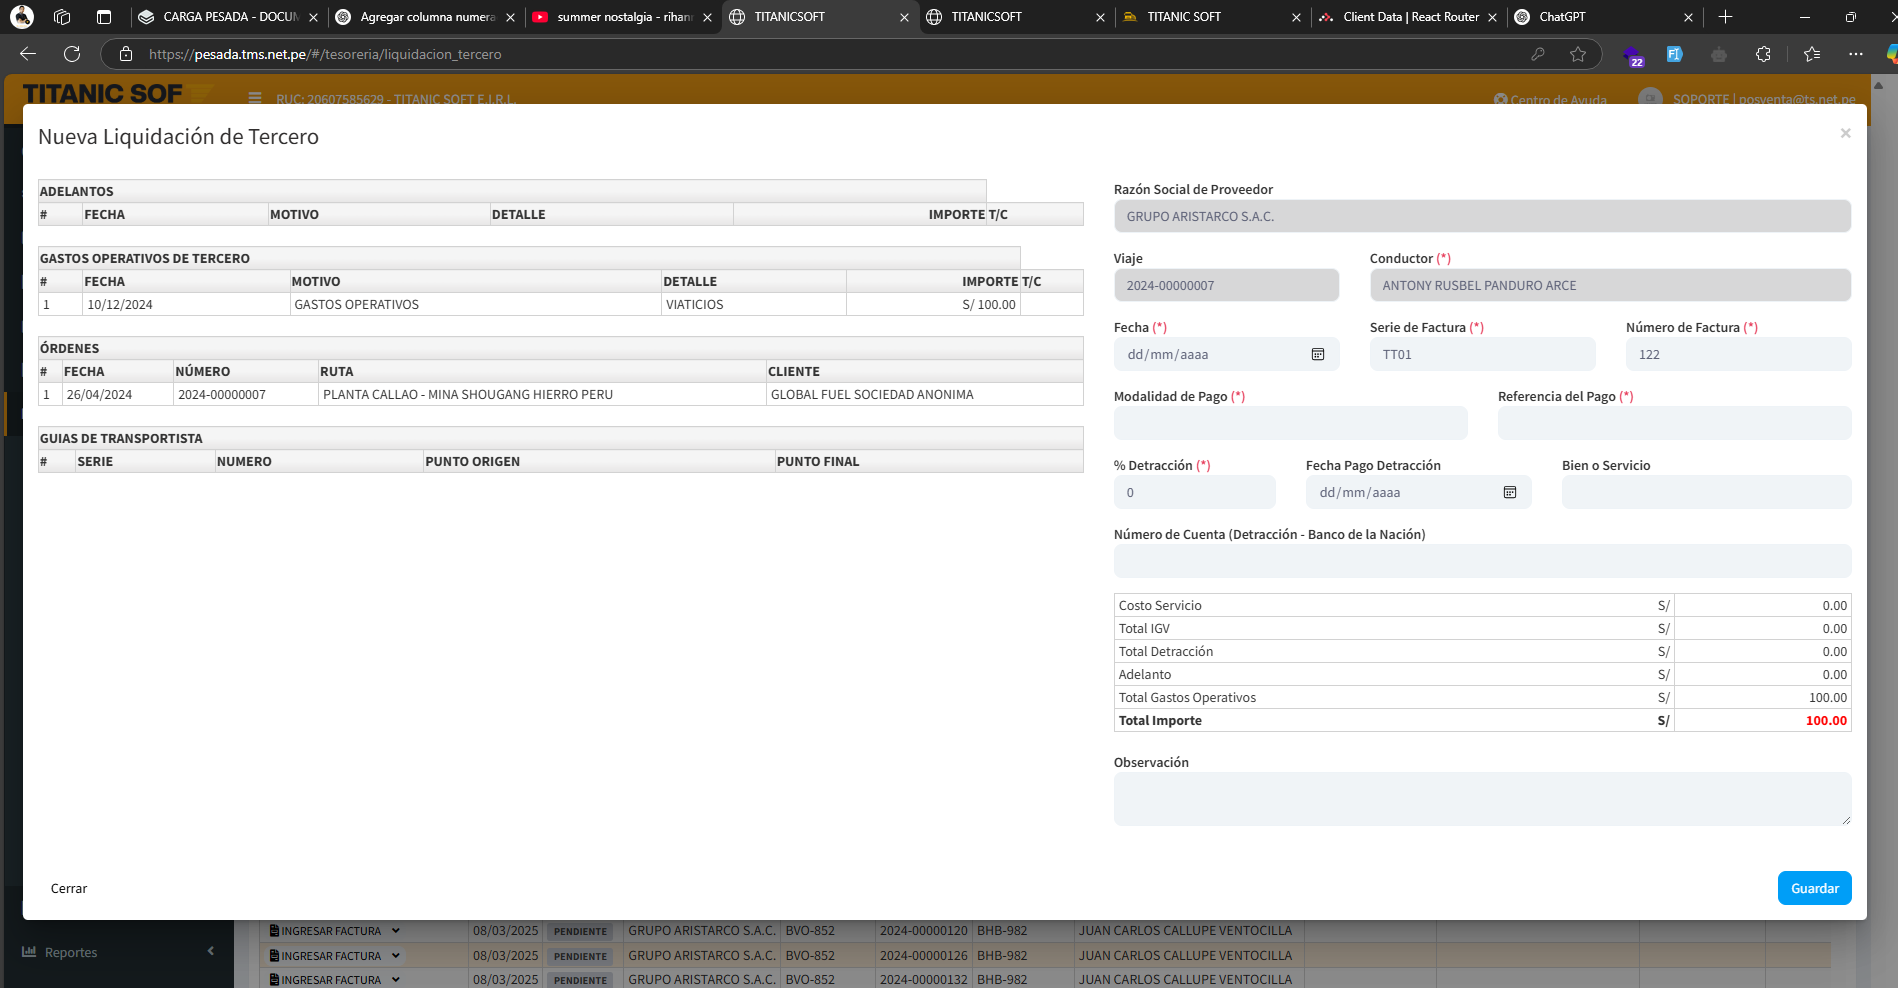 CARGA PESADA - DOCUM
Agregar columna numera
summer nostalgia - rihann
TITANICSOFT
TITANICSOFT
TITANIC SOFT
Client Data | React Router
ChatGPT
https://pesada.tms.net.pe/#/tesoreria/liquidacion_tercero
22
TITANIC SOF
RUC: 20607585629 - TITANIC SOFT E.I.R.L.
Centro de Ayuda
SOPORTE | posventa@ts.net.pe
Nueva Liquidación de Tercero
×
ADELANTOS
# FECHA MOTIVO DETALLE IMPORTE T/C
GASTOS OPERATIVOS DE TERCERO
# FECHA MOTIVO DETALLE IMPORTE T/C
1 10/12/2024 GASTOS OPERATIVOS VIATICIOS S/ 100.00
ÓRDENES
# FECHA NÚMERO RUTA CLIENTE
1 26/04/2024 2024-00000007 PLANTA CALLAO - MINA SHOUGANG HIERRO PERU GLOBAL FUEL SOCIEDAD ANONIMA
GUIAS DE TRANSPORTISTA
# SERIE NUMERO PUNTO ORIGEN PUNTO FINAL
Razón Social de Proveedor
GRUPO ARISTARCO S.A.C.
Viaje Conductor (*)
2024-00000007 ANTONY RUSBEL PANDURO ARCE
Fecha (*) Serie de Factura (*) Número de Factura (*)
dd/mm/aaaa TT01 122
Modalidad de Pago (*) Referencia del Pago (*)
% Detracción (*) Fecha Pago Detracción Bien o Servicio
0 dd/mm/aaaa
Número de Cuenta (Detracción - Banco de la Nación)
Costo Servicio S/ 0.00
Total IGV S/ 0.00
Total Detracción S/ 0.00
Adelanto S/ 0.00
Total Gastos Operativos S/ 100.00
Total Importe S/ 100.00
Observación
Cerrar
Guardar
Reportes
INGRESAR FACTURA 08/03/2025 PENDIENTE GRUPO ARISTARCO S.A.C. BVO-852 2024-00000120 BHB-982 JUAN CARLOS CALLUPE VENTOCILLA
INGRESAR FACTURA 08/03/2025 PENDIENTE GRUPO ARISTARCO S.A.C. BVO-852 2024-00000126 BHB-982 JUAN CARLOS CALLUPE VENTOCILLA
INGRESAR FACTURA 08/03/2025 PENDIENTE GRUPO ARISTARCO S.A.C. BVO-852 2024-00000132 BHB-982 JUAN CARLOS CALLUPE VENTOCILLA